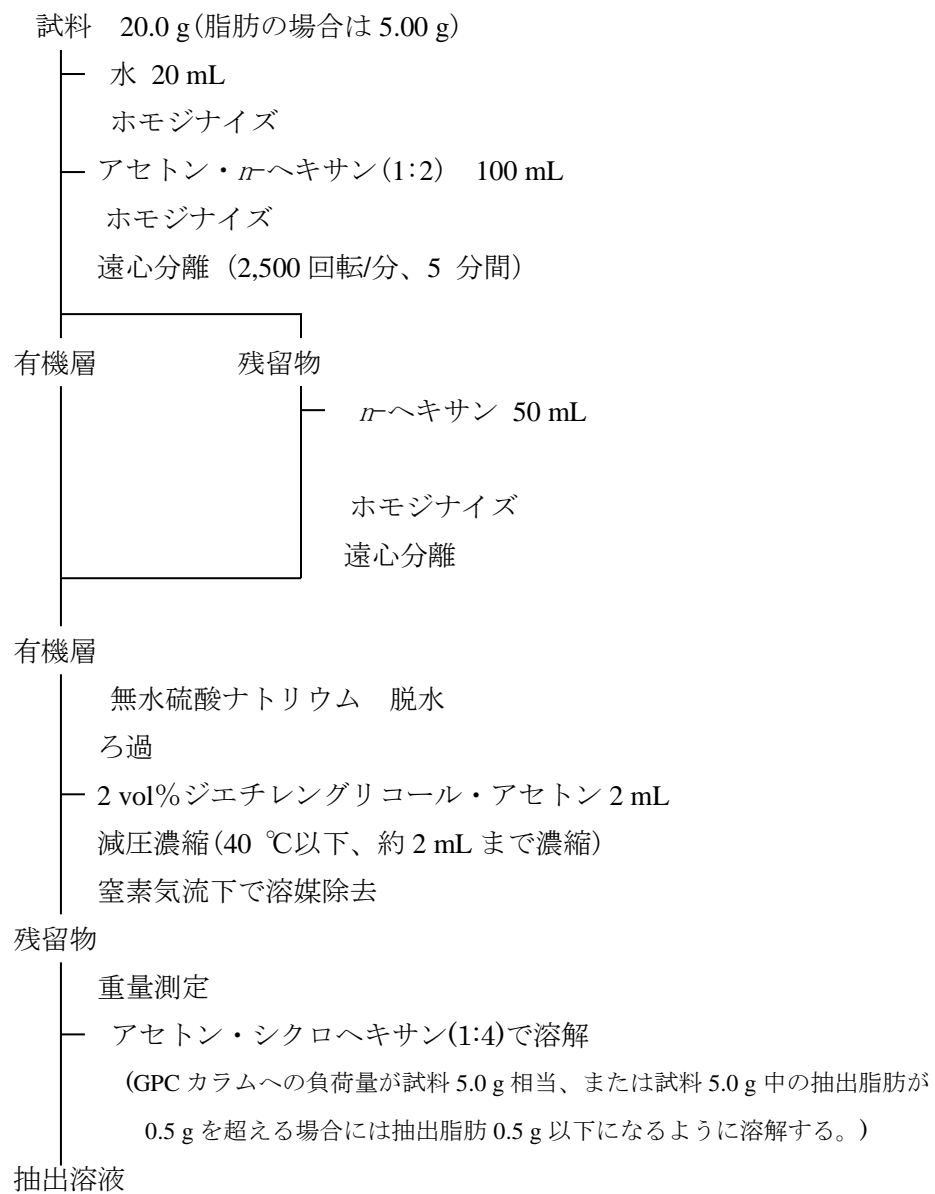 試料　20.0 g(脂肪の場合は 5.00 g)
水 20 mL
ホモジナイズ
アセトン・n-ヘキサン(1:2)　100 mL
ホモジナイズ
遠心分離（2,500 回転/分、5 分間）
有機層　残留物
n-ヘキサン 50 mL
ホモジナイズ
遠心分離
有機層
無水硫酸ナトリウム　脱水
ろ過
2 vol％ジエチレングリコール・アセトン 2 mL
減圧濃縮(40 ℃以下、約 2 mL まで濃縮)
窒素気流下で溶媒除去
残留物
重量測定
アセトン・シクロヘキサン(1:4)で溶解
(GPC カラムへの負荷量が試料 5.0 g 相当、または試料 5.0 g 中の抽出脂肪が
0.5 g を超える場合には抽出脂肪 0.5 g 以下になるように溶解する。)
抽出溶液